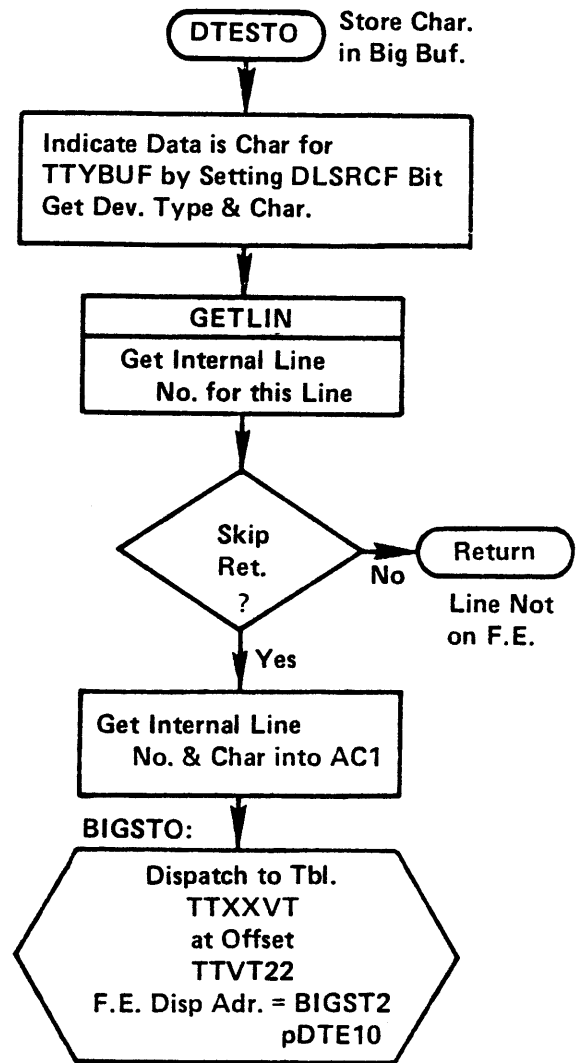 DTESTO
Store Char.
in Big Buf.
Indicate Data is Char for
TTYBUF by Setting DLSRCF Bit
Get Dev. Type & Char.
GETLIN
Get Internal Line
No. for this Line
Skip
Ret.
?
No
Return
Line Not
on F.E.
Yes
Get Internal Line
No. & Char into AC1
BIGSTO:
Dispatch to Tbl.
TTXXVT
at Offset
TTVT22
F.E. Disp Adr. = BIGST2
pDTE10